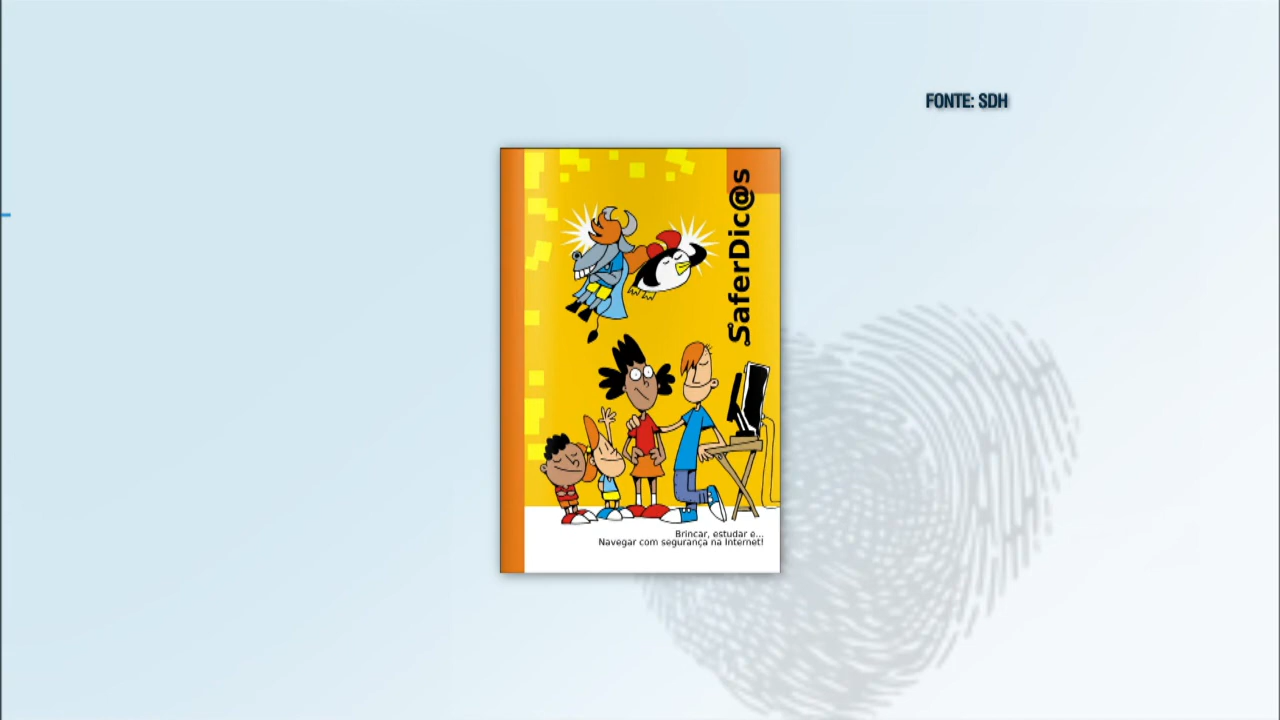 FONTE: SDH
SaferDic@s
Brincar, estudar e...
Navegar com segurança na Internet!